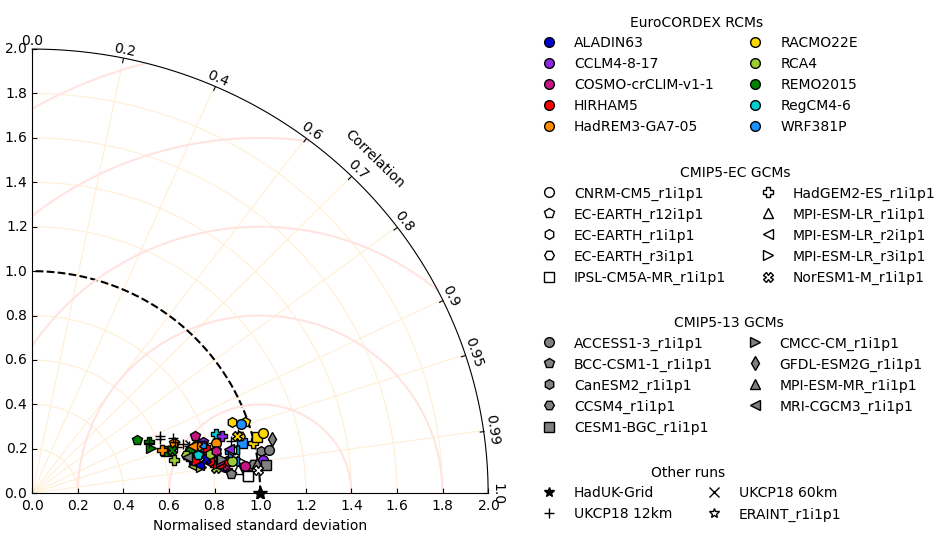 0.0
0.2
0.4
0.6
Correlation
0.7
0.8
0.9
0.95
0.99
1.0
2.0
1.8
1.6
1.4
1.2
1.0
0.8
0.6
0.4
0.2
0.0
0.0 0.2 0.4 0.6 0.8 1.0 1.2 1.4 1.6 1.8 2.0
Normalised standard deviation
EuroCORDEX RCMs
ALADIN63 RACMO22E
CCLM4-8-17 RCA4
COSMO-crCLIM-v1-1 REMO2015
HIRHAM5 RegCM4-6
HadREM3-GA7-05 WRF381P
CMIP5-EC GCMs
CNRM-CM5_r1i1p1 HadGEM2-ES_r1i1p1
EC-EARTH_r12i1p1 MPI-ESM-LR_r1i1p1
EC-EARTH_r1i1p1 MPI-ESM-LR_r2i1p1
EC-EARTH_r3i1p1 MPI-ESM-LR_r3i1p1
IPSL-CM5A-MR_r1i1p1 NorESM1-M_r1i1p1
CMIP5-13 GCMs
ACCESS1-3_r1i1p1 CMCC-CM_r1i1p1
BCC-CSM1-1_r1i1p1 GFDL-ESM2G_r1i1p1
CanESM2_r1i1p1 MPI-ESM-MR_r1i1p1
CCSM4_r1i1p1 MRI-CGCM3_r1i1p1
CESM1-BGC_r1i1p1
Other runs
HadUK-Grid UKCP18 60km
UKCP18 12km ERAINT_r1i1p1